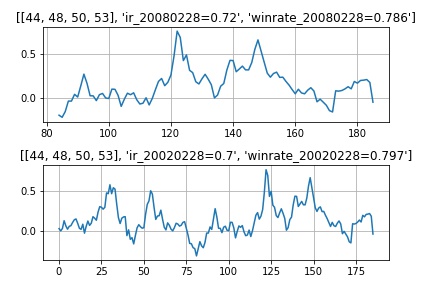 [[44, 48, 50, 53], 'ir_20080228=0.72', 'winrate_20080228=0.786']
0.5
0.0
80 100 120 140 160 180
[[44, 48, 50, 53], 'ir_20020228=0.7', 'winrate_20020228=0.797']
0.5
0.0
0 25 50 75 100 125 150 175